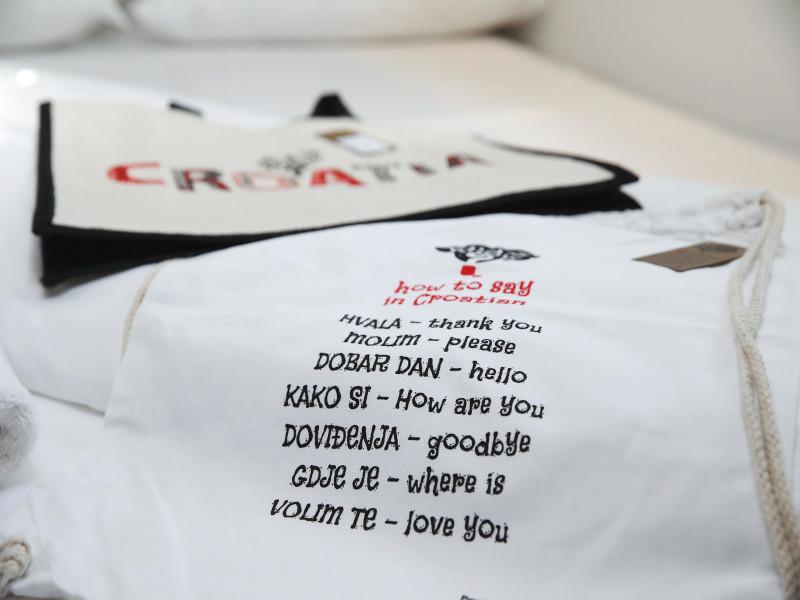 CROATIA
how to say
in Croatian
HVALA - thank you
MOLIM - please
DOBAR DAN - hello
KAKO SI - How are you
DOVIĐENJA - goodbye
GDJE JE - where is
VOLIM TE - love you